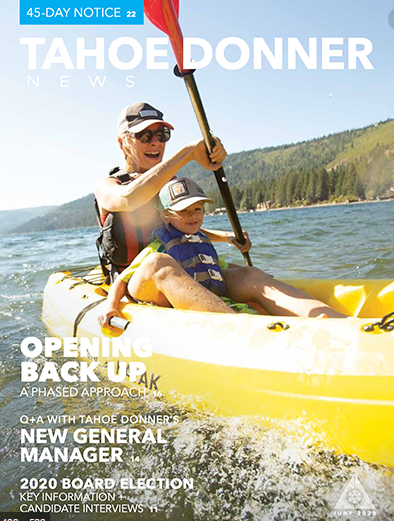 45-DAY NOTICE 22
TAHOE DONNER
NEWS
OPENING
BACK UP
AK
A PHASED APPROACH 16
Q+A WITH TAHOE DONNER'S
NEW GENERAL
MANAGER 14
2020 BOARD ELECTION
KEY INFORMATION +
CANDIDATE INTERVIEWS 11
JUNE 2020